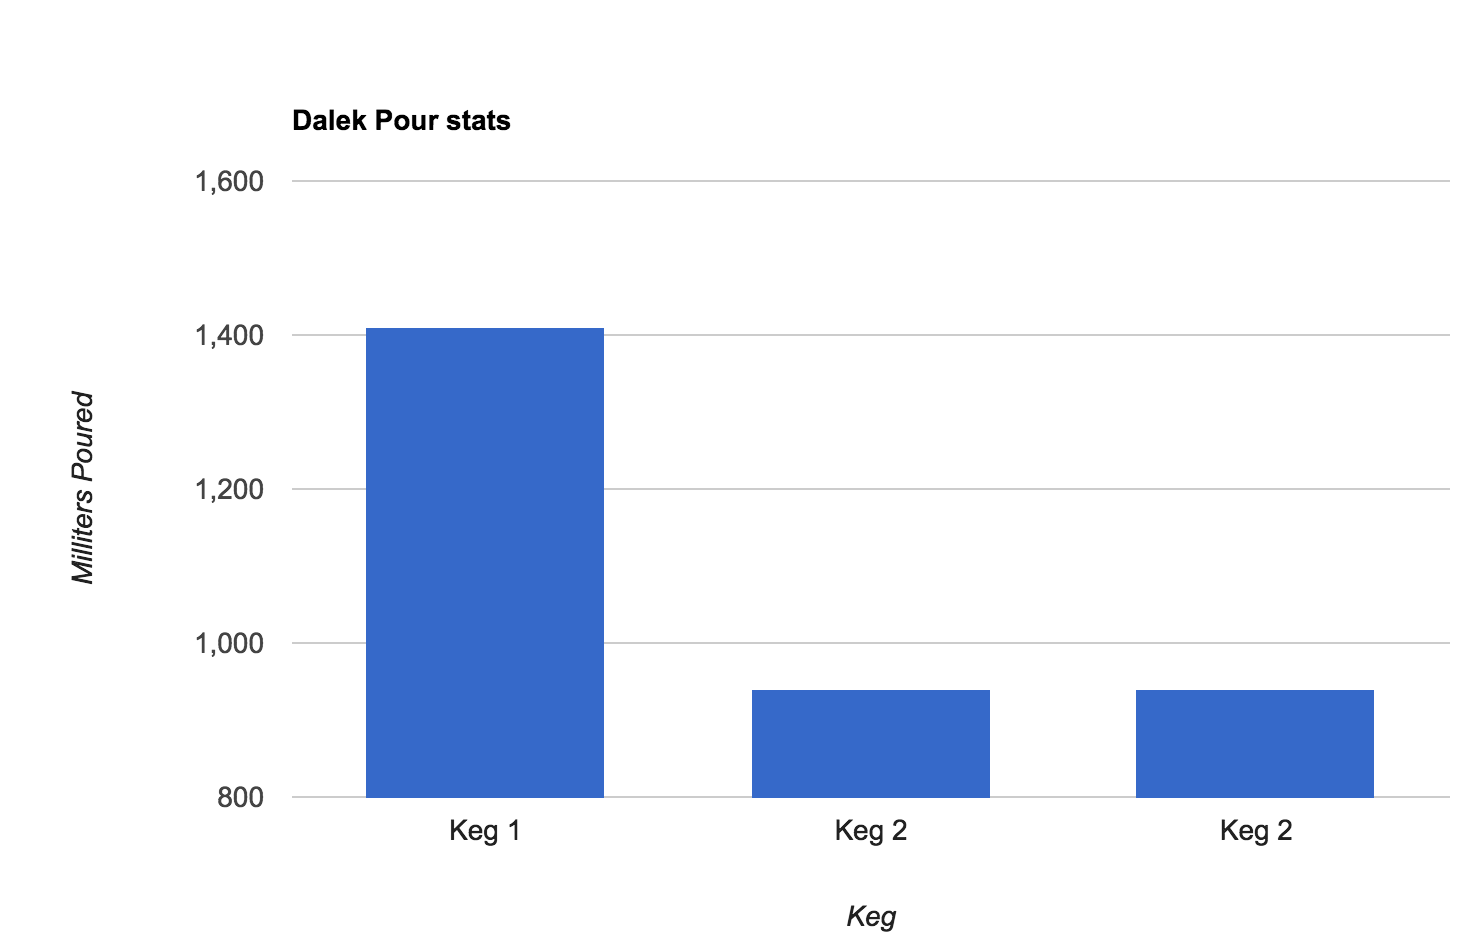 Dalek Pour stats
1,600
1,400
1,200
1,000
800
Milliters Poured
Keg 1
Keg 2
Keg 2
Keg